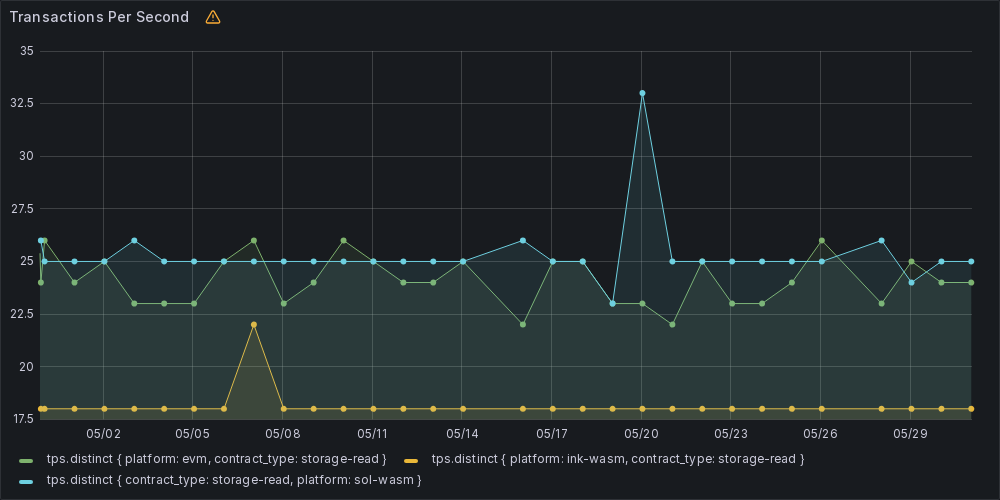 Transactions Per Second
35
32.5
30
27.5
25
22.5
20
17.5
05/02 05/05 05/08 05/11 05/14 05/17 05/20 05/23 05/26 05/29
tps.distinct { platform: evm, contract_type: storage-read } tps.distinct { platform: ink-wasm, contract_type: storage-read }
tps.distinct { contract_type: storage-read, platform: sol-wasm }